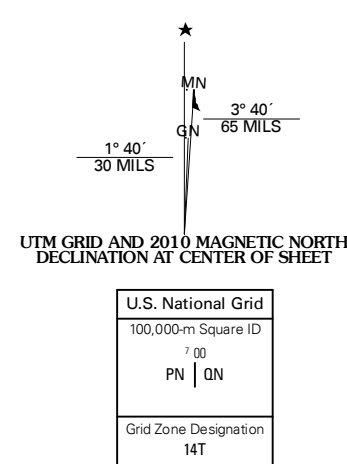 MN
3° 40´
65 MILS
GN
1° 40´
30 MILS
UTM GRID AND 2010 MAGNETIC NORTH
DECLINATION AT CENTER OF SHEET
U.S. National Grid
100,000-m Square ID
7 00
PN QN
Grid Zone Designation
14T